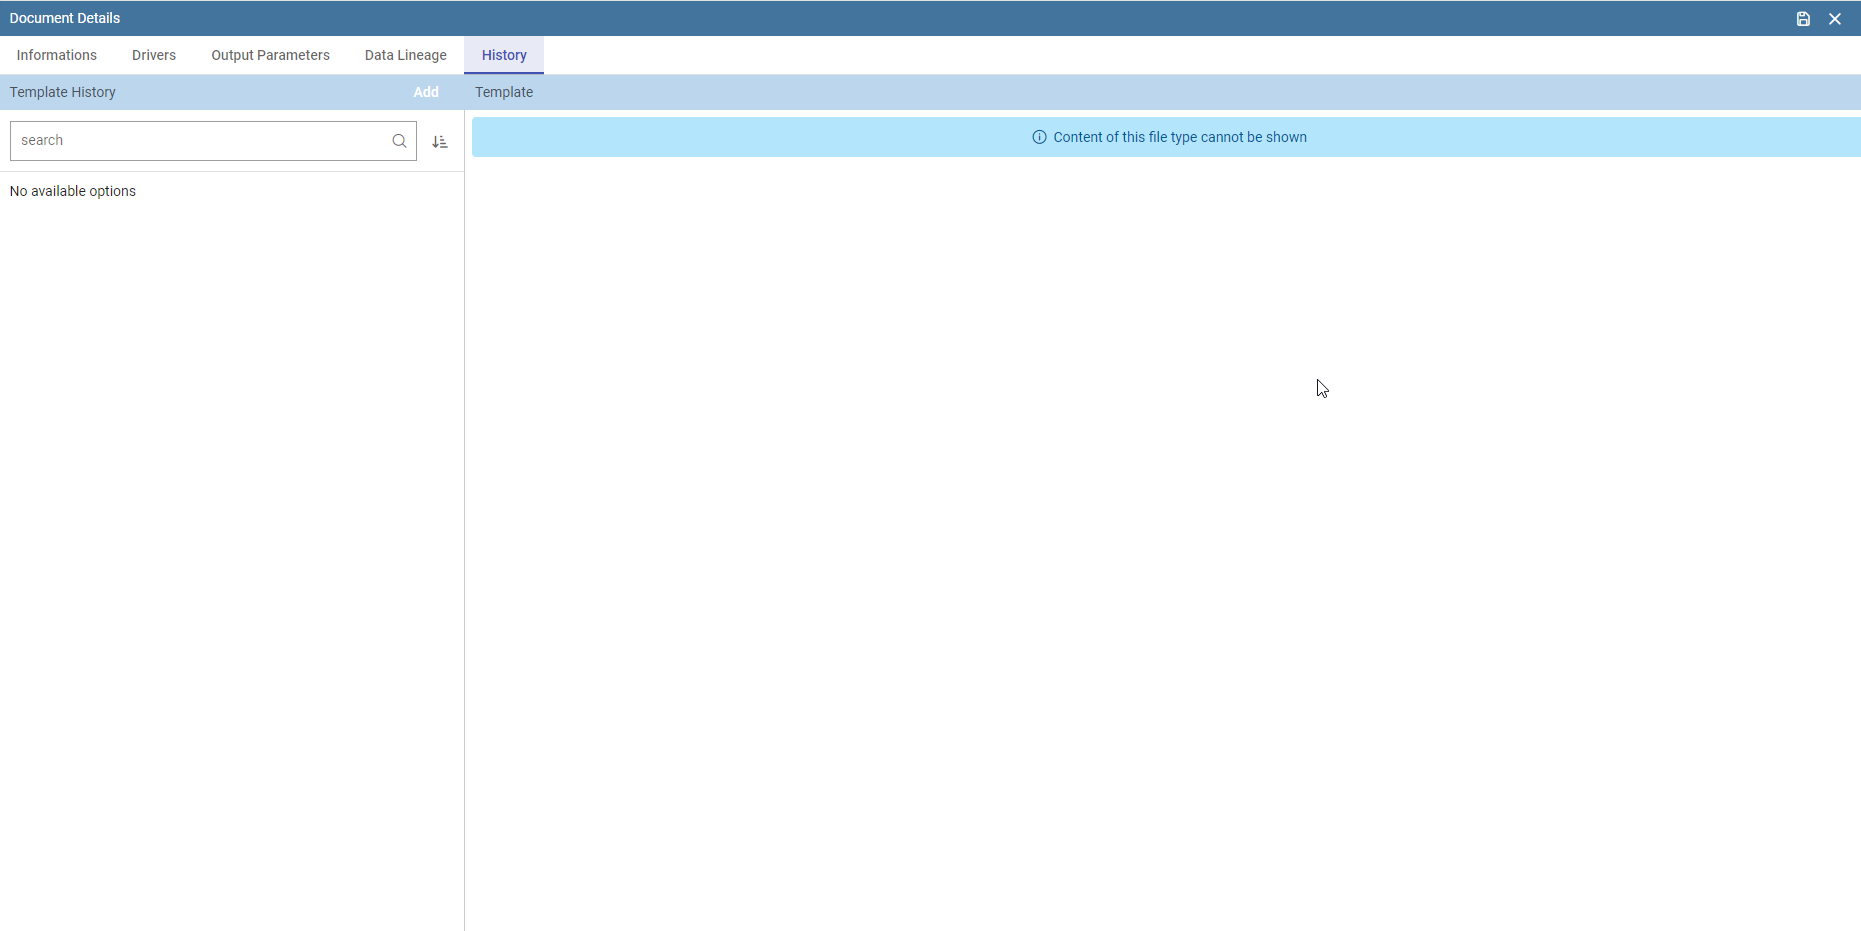 Document Details
Informations Drivers Output Parameters Data Lineage History
Template History Add Template
search
Content of this file type cannot be shown
No available options